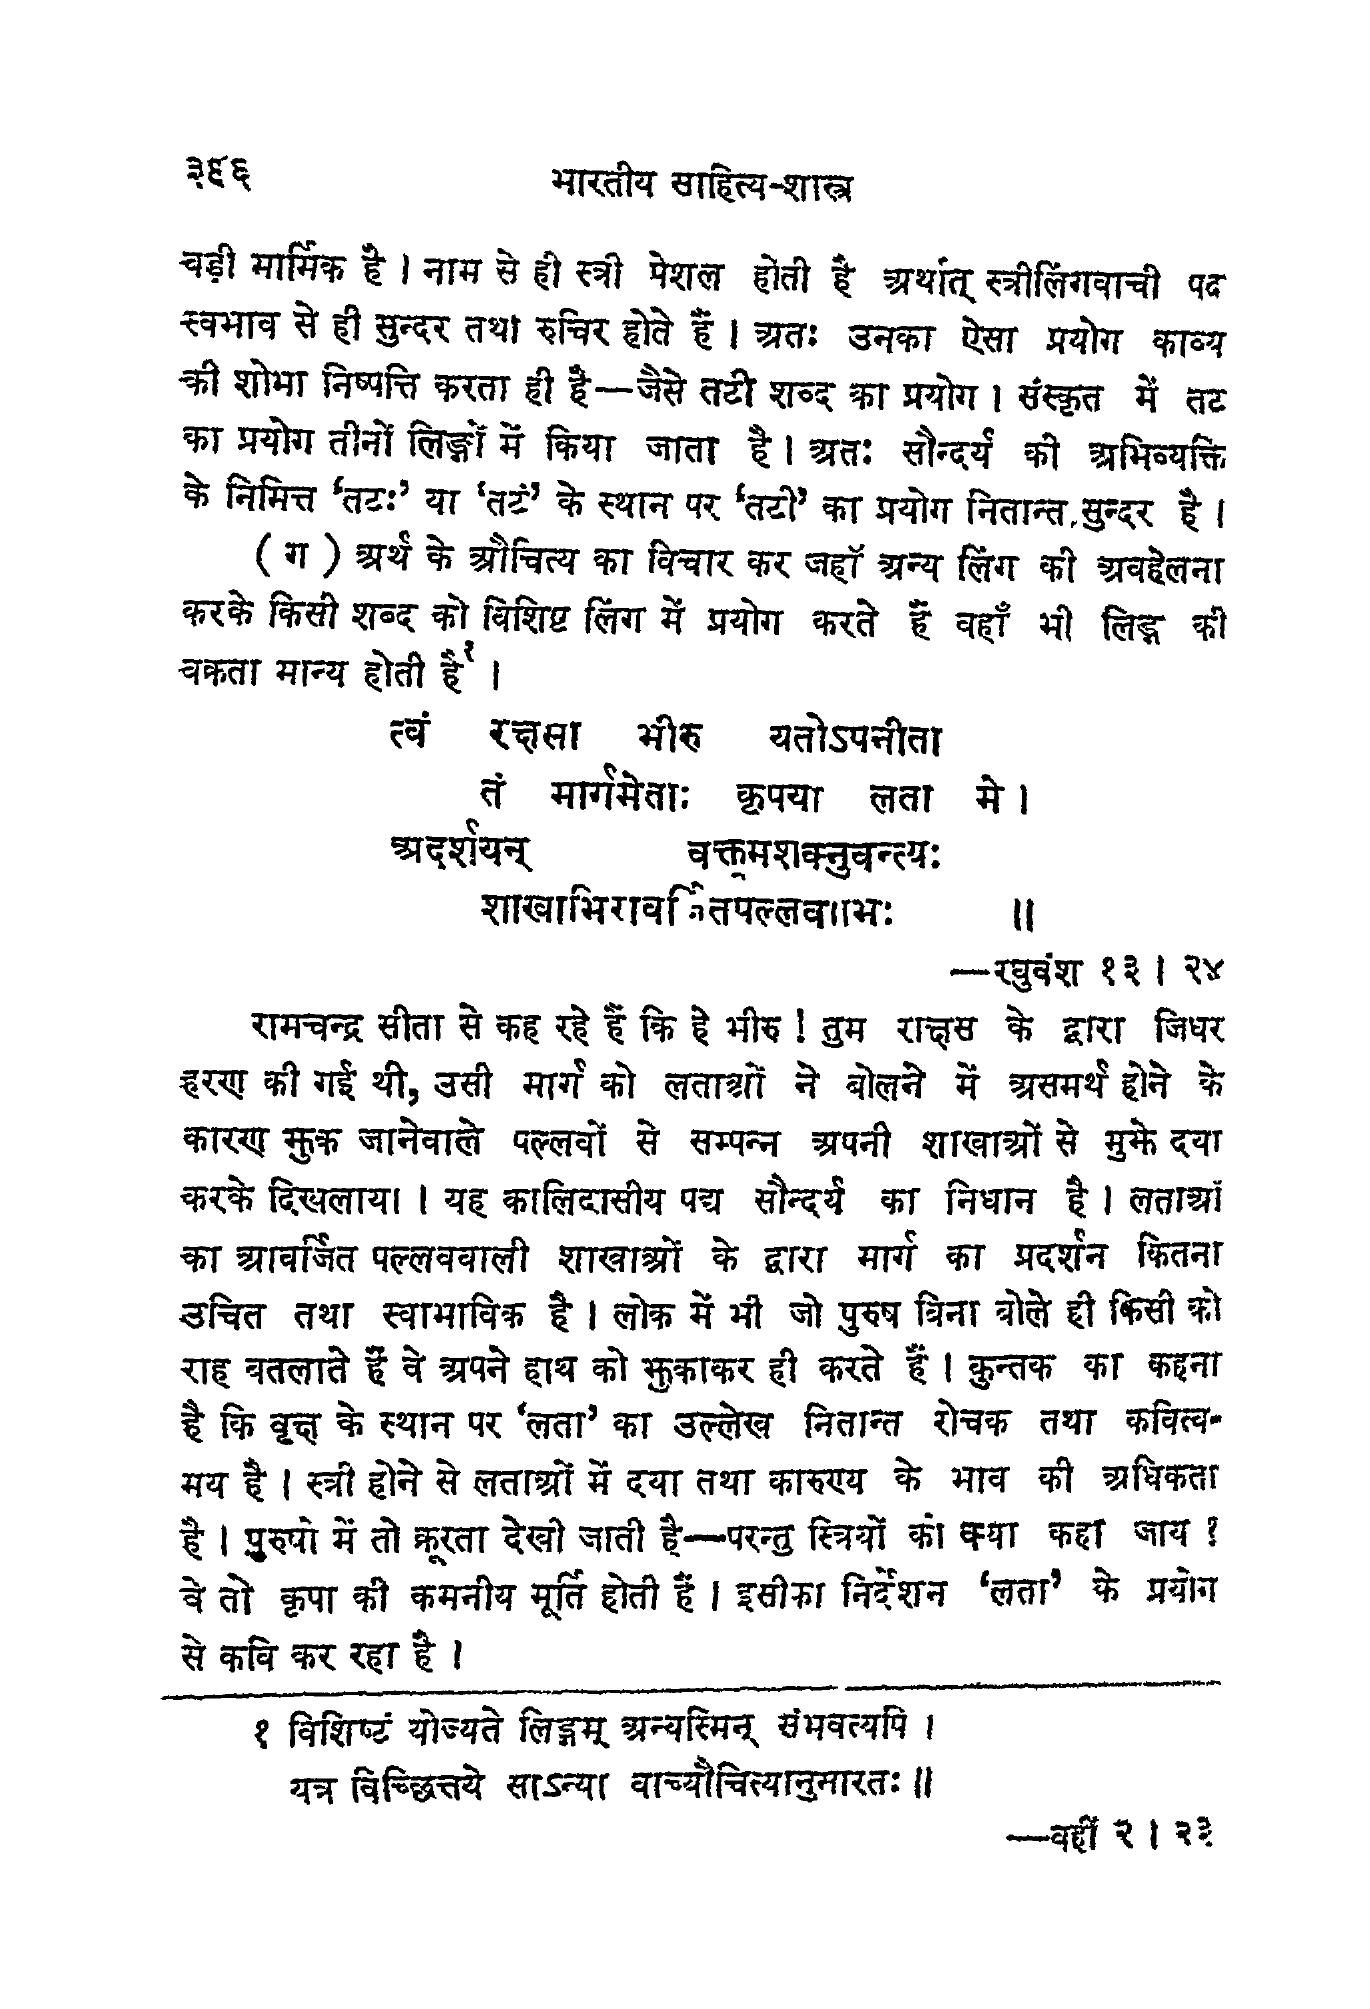 ३९६ भारतीय साहित्य-शास्त्र
बड़ी मार्मिक है । नाम से ही स्त्री पेशल होती है अर्थात् स्त्रीलिंगवाची पद
स्वभाव से ही सुन्दर तथा रुचिर होते हैं । अतः उनका ऐसा प्रयोग काव्य
की शोभा निष्पत्ति करता ही है—जैसे तटी शब्द का प्रयोग । संस्कृत में तट
का प्रयोग तीनों लिङ्गों में किया जाता है । अतः सौन्दर्य की अभिव्यक्ति
के निमित्त ‘तटः’ या ‘तटं’ के स्थान पर ‘तटी’ का प्रयोग नितान्त सुन्दर है ।
( ग ) अर्थ के औचित्य का विचार कर जहाँ अन्य लिंग की अवहेलना
करके किसी शब्द को विशिष्ट लिंग में प्रयोग करते हैं वहाँ भी लिङ्ग की
वक्रता मान्य होती है१ ।
त्वं रक्षसा भीरु यतोऽपनीता
तं मार्गमेताः कृपया लता मे ।
अदर्शयन् वक्तुमशक्नुवन्त्यः
शाखाभिरावर्जितपल्लवाभिः ॥
—रघुवंश १३ । २४
रामचन्द्र सीता से कह रहे हैं कि हे भीरु ! तुम राक्षस के द्वारा जिधर
हरण की गई थी, उसी मार्ग को लताओं ने बोलने में असमर्थ होने के
कारण झुक जानेवाले पल्लवों से सम्पन्न अपनी शाखाओं से मुझे दया
करके दिखलाया । यह कालिदासीय पद्य सौन्दर्य का निधान है । लताओं
का आवर्जित पल्लववाली शाखाओं के द्वारा मार्ग का प्रदर्शन कितना
उचित तथा स्वाभाविक है । लोक में भी जो पुरुष बिना बोले ही किसी को
राह बतलाते हैं वे अपने हाथ को झुकाकर ही करते हैं । कुन्तक का कहना
है कि वृक्ष के स्थान पर ‘लता’ का उल्लेख नितान्त रोचक तथा कवित्व-
मय है । स्त्री होने से लताओं में दया तथा कारुण्य के भाव की अधिकता
है । पुरुषो में तो क्रूरता देखी जाती है—परन्तु स्त्रियों को क्या कहा जाय ?
वे तो कृपा की कमनीय मूर्ति होती हैं । इसीका निर्देशन ‘लता’ के प्रयोग
से कवि कर रहा है ।
१ विशिष्टं योज्यते लिङ्गम् अन्यस्मिन् संभवत्यपि ।
यत्र विच्छित्तये साऽन्या वाच्यौचित्यानुसारतः ॥
—वहीं २ । २३